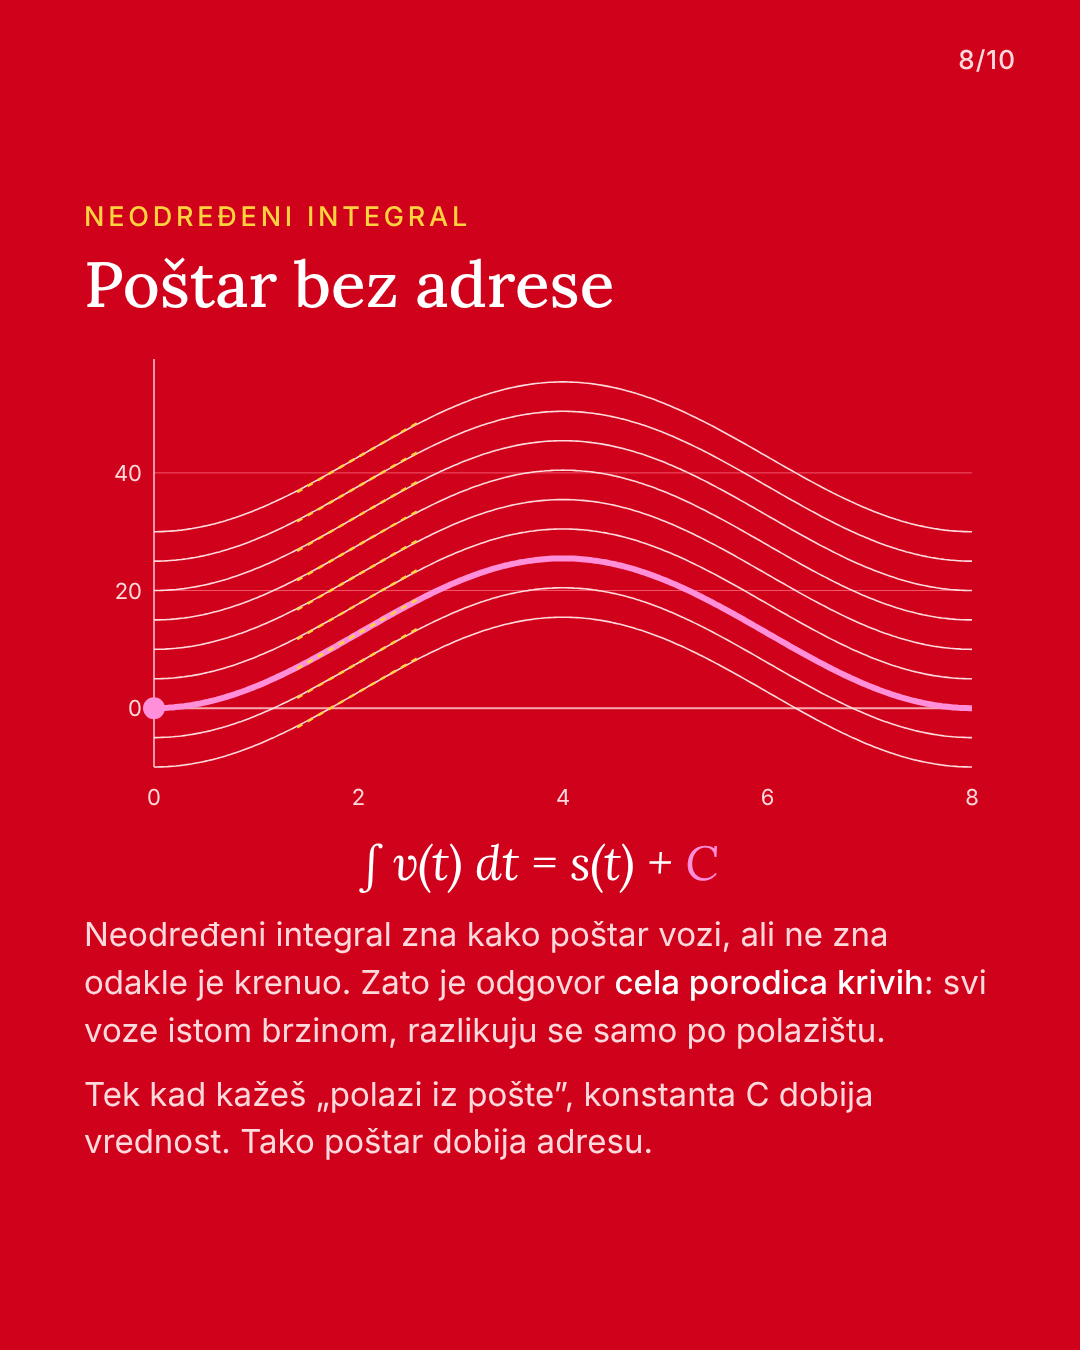 8/10
NEODREĐENI INTEGRAL
Poštar bez adrese
40
20
0
0 2 4 6 8
∫ v(t) dt = s(t) + C
Neodređeni integral zna kako poštar vozi, ali ne zna
odakle je krenuo. Zato je odgovor cela porodica krivih: svi
voze istom brzinom, razlikuju se samo po polazištu.
Tek kad kažeš „polazi iz pošte”, konstanta C dobija
vrednost. Tako poštar dobija adresu.